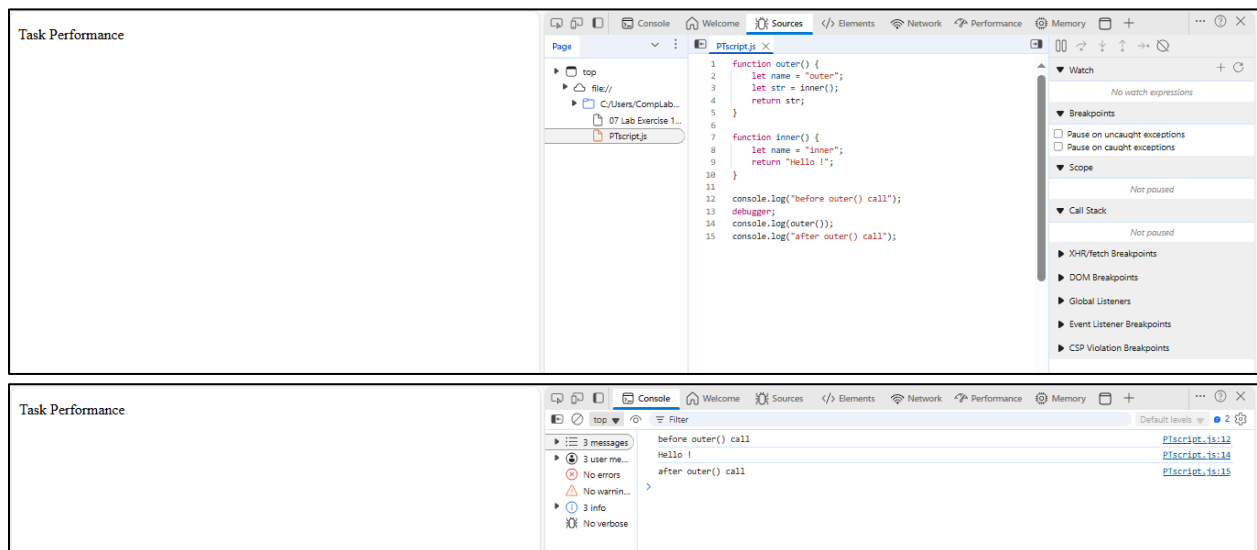 Task Performance
Console Welcome Sources Elements Network Performance Memory
Page
PTscript.js
top
file://
C:/Users/CompLab...
07 Lab Exercise 1...
PTscript.js
1 function outer() {
2 let name = "outer";
3 let str = inner();
4 return str;
5 }
6
7 function inner() {
8 let name = "inner";
9 return "Hello !";
10 }
11
12 console.log("before outer() call");
13 debugger;
14 console.log(outer());
15 console.log("after outer() call");
Watch
No watch expressions
Breakpoints
Pause on uncaught exceptions
Pause on caught exceptions
Scope
Not paused
Call Stack
Not paused
XHR/fetch Breakpoints
DOM Breakpoints
Global Listeners
Event Listener Breakpoints
CSP Violation Breakpoints
Task Performance
Console Welcome Sources Elements Network Performance Memory
top Filter Default levels 2
3 messages
3 user me...
No errors
No warnin...
3 info
No verbose
before outer() call PTscript.js:12
Hello ! PTscript.js:14
after outer() call PTscript.js:15